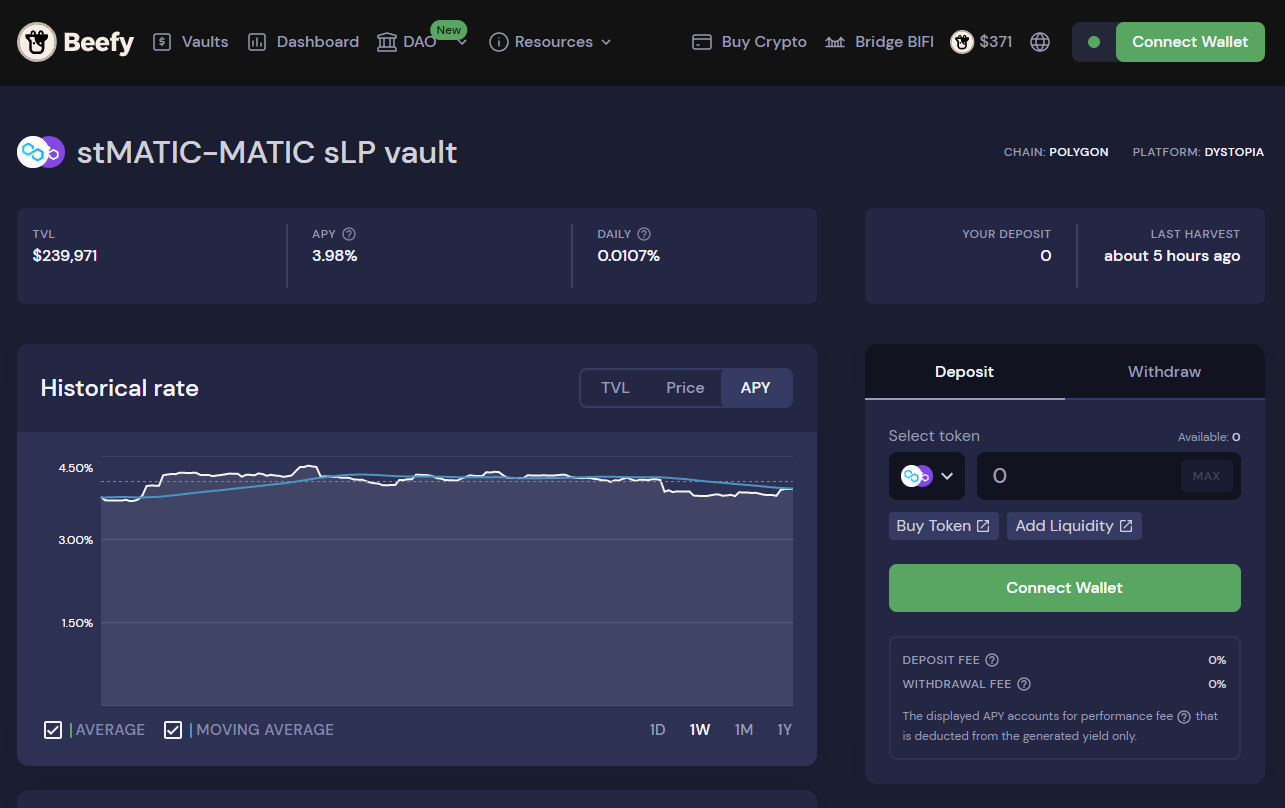 Beefy Vaults Dashboard DAO New Resources Buy Crypto Bridge BIFI $371 Connect Wallet
stMATIC-MATIC sLP vault
CHAIN: POLYGON PLATFORM: DYSTOPIA
TVL APY DAILY
$239,971 3.98% 0.0107%
YOUR DEPOSIT LAST HARVEST
0 about 5 hours ago
Historical rate TVL Price APY
4.50%
3.00%
1.50%
AVERAGE MOVING AVERAGE 1D 1W 1M 1Y
Deposit Withdraw
Select token Available: 0
0 MAX
Buy Token Add Liquidity
Connect Wallet
DEPOSIT FEE 0%
WITHDRAWAL FEE 0%
The displayed APY accounts for performance fee that
is deducted from the generated yield only.